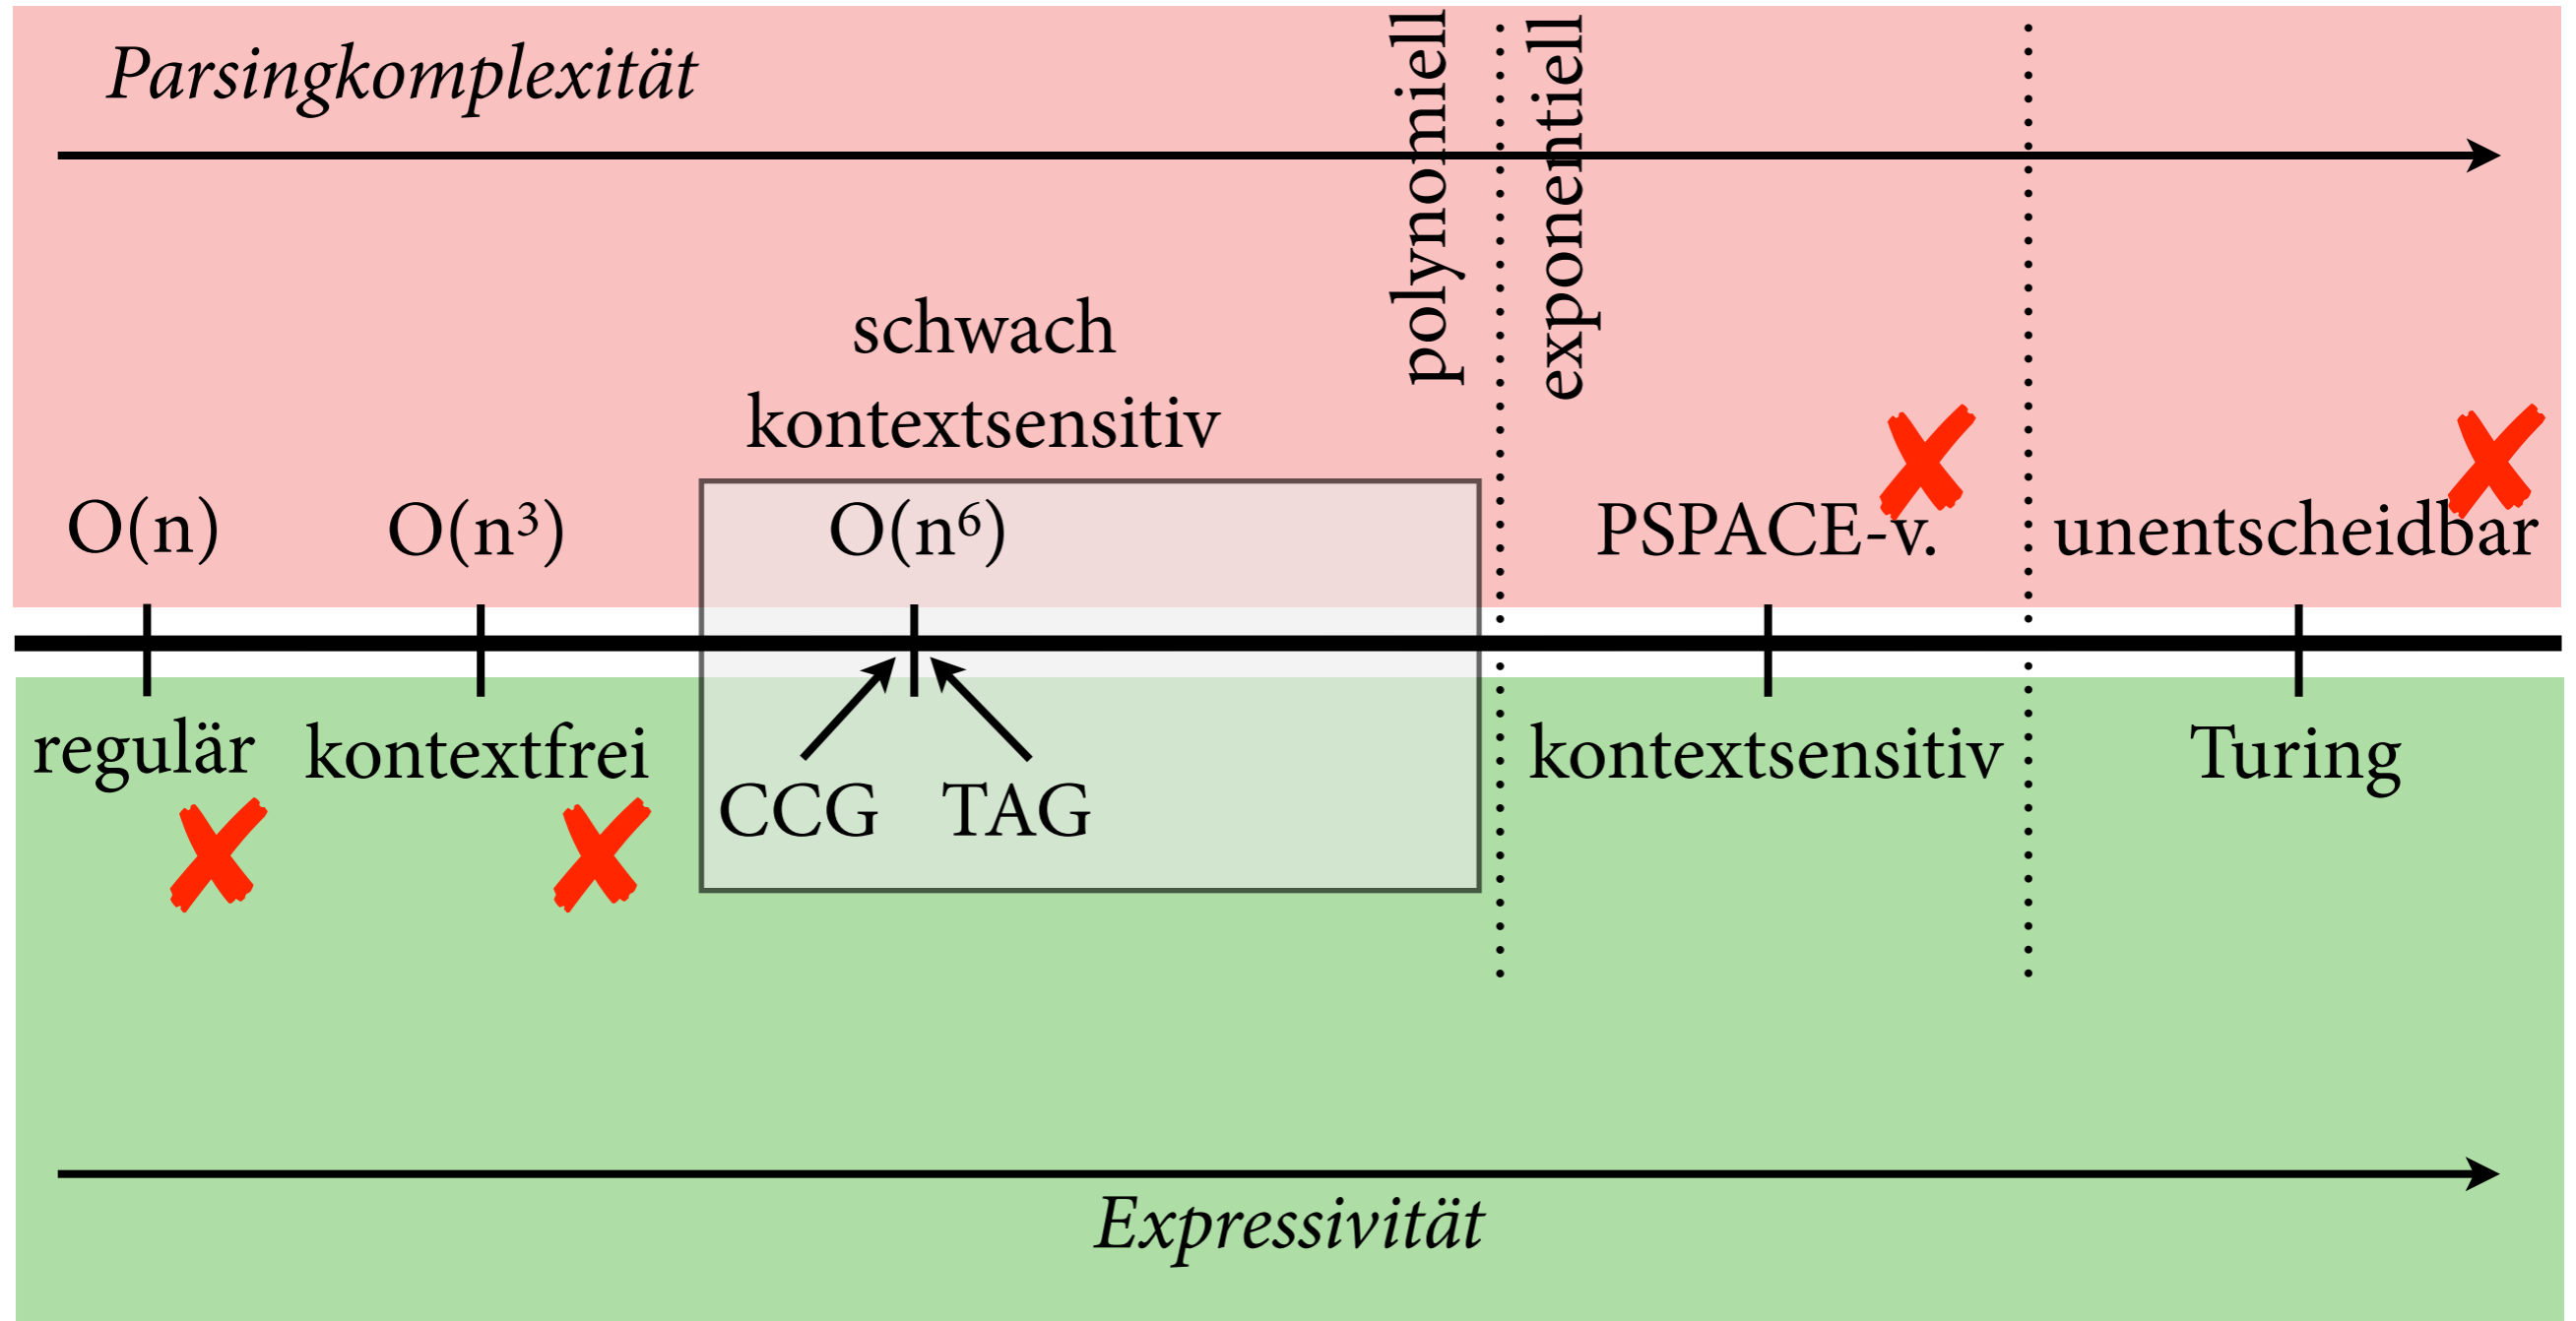 Parsingkomplexität
polynomiell
exponentiell
schwach
kontextsensitiv
O(n)
O(n³)
O(n⁶)
PSPACE-v.
unentscheidbar
regulär
kontextfrei
CCG
TAG
kontextsensitiv
Turing
Expressivität